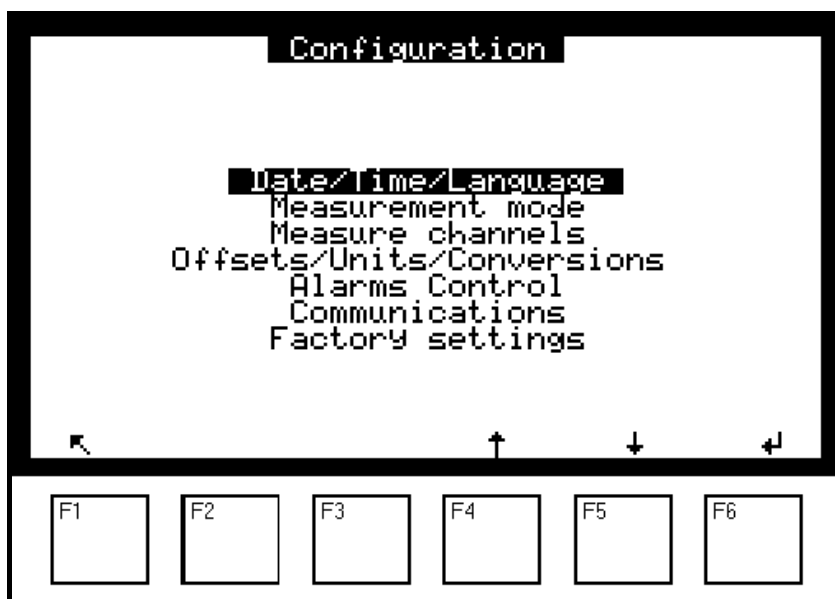 Configuration
Date/Time/Language
Measurement mode
Measure channels
Offsets/Units/Conversions
Alarms Control
Communications
Factory settings
↖ ↑ ↓ ↵
F1 F2 F3 F4 F5 F6